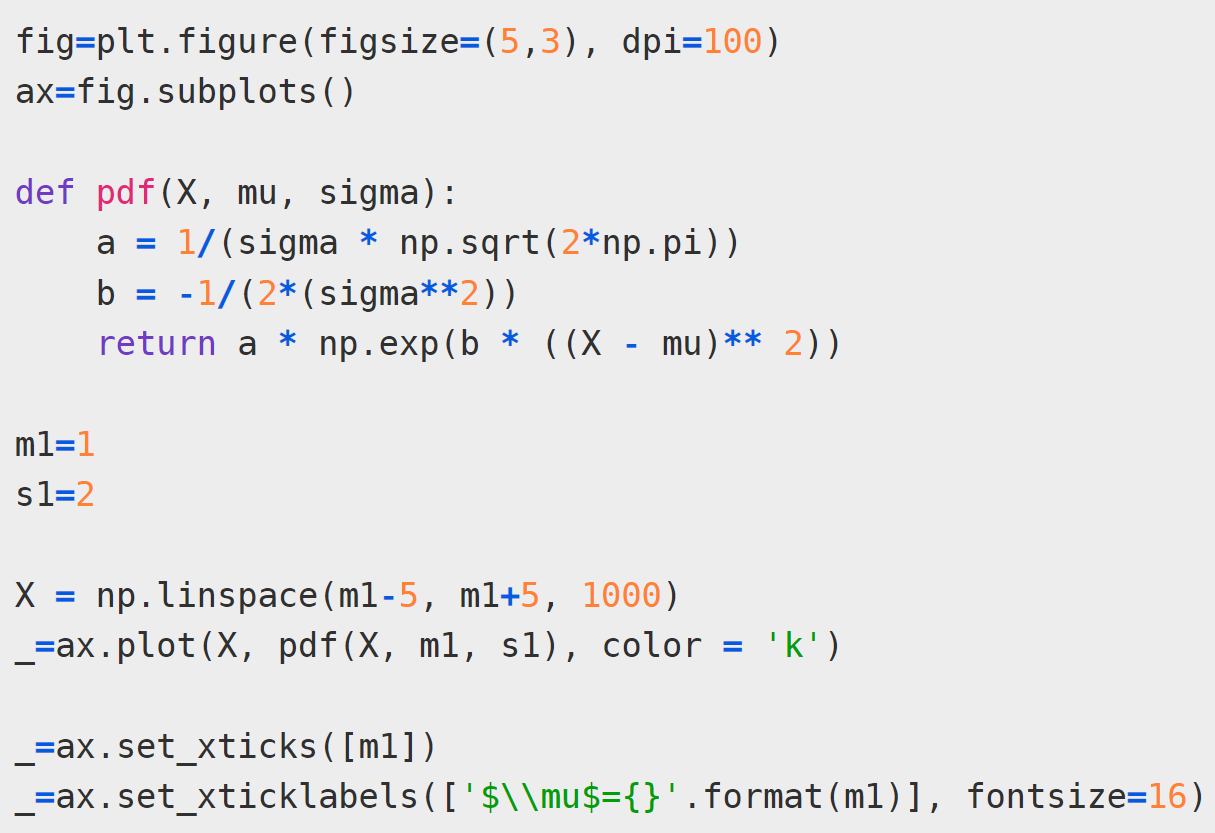 fig=plt.figure(figsize=(5,3), dpi=100)
ax=fig.subplots()

def pdf(X, mu, sigma):
    a = 1/(sigma * np.sqrt(2*np.pi))
    b = -1/(2*(sigma**2))
    return a * np.exp(b * ((X - mu)** 2))

m1=1
s1=2

X = np.linspace(m1-5, m1+5, 1000)
_=ax.plot(X, pdf(X, m1, s1), color = 'k')

_=ax.set_xticks([m1])
_=ax.set_xticklabels(['$\\mu$={}'.format(m1)], fontsize=16)